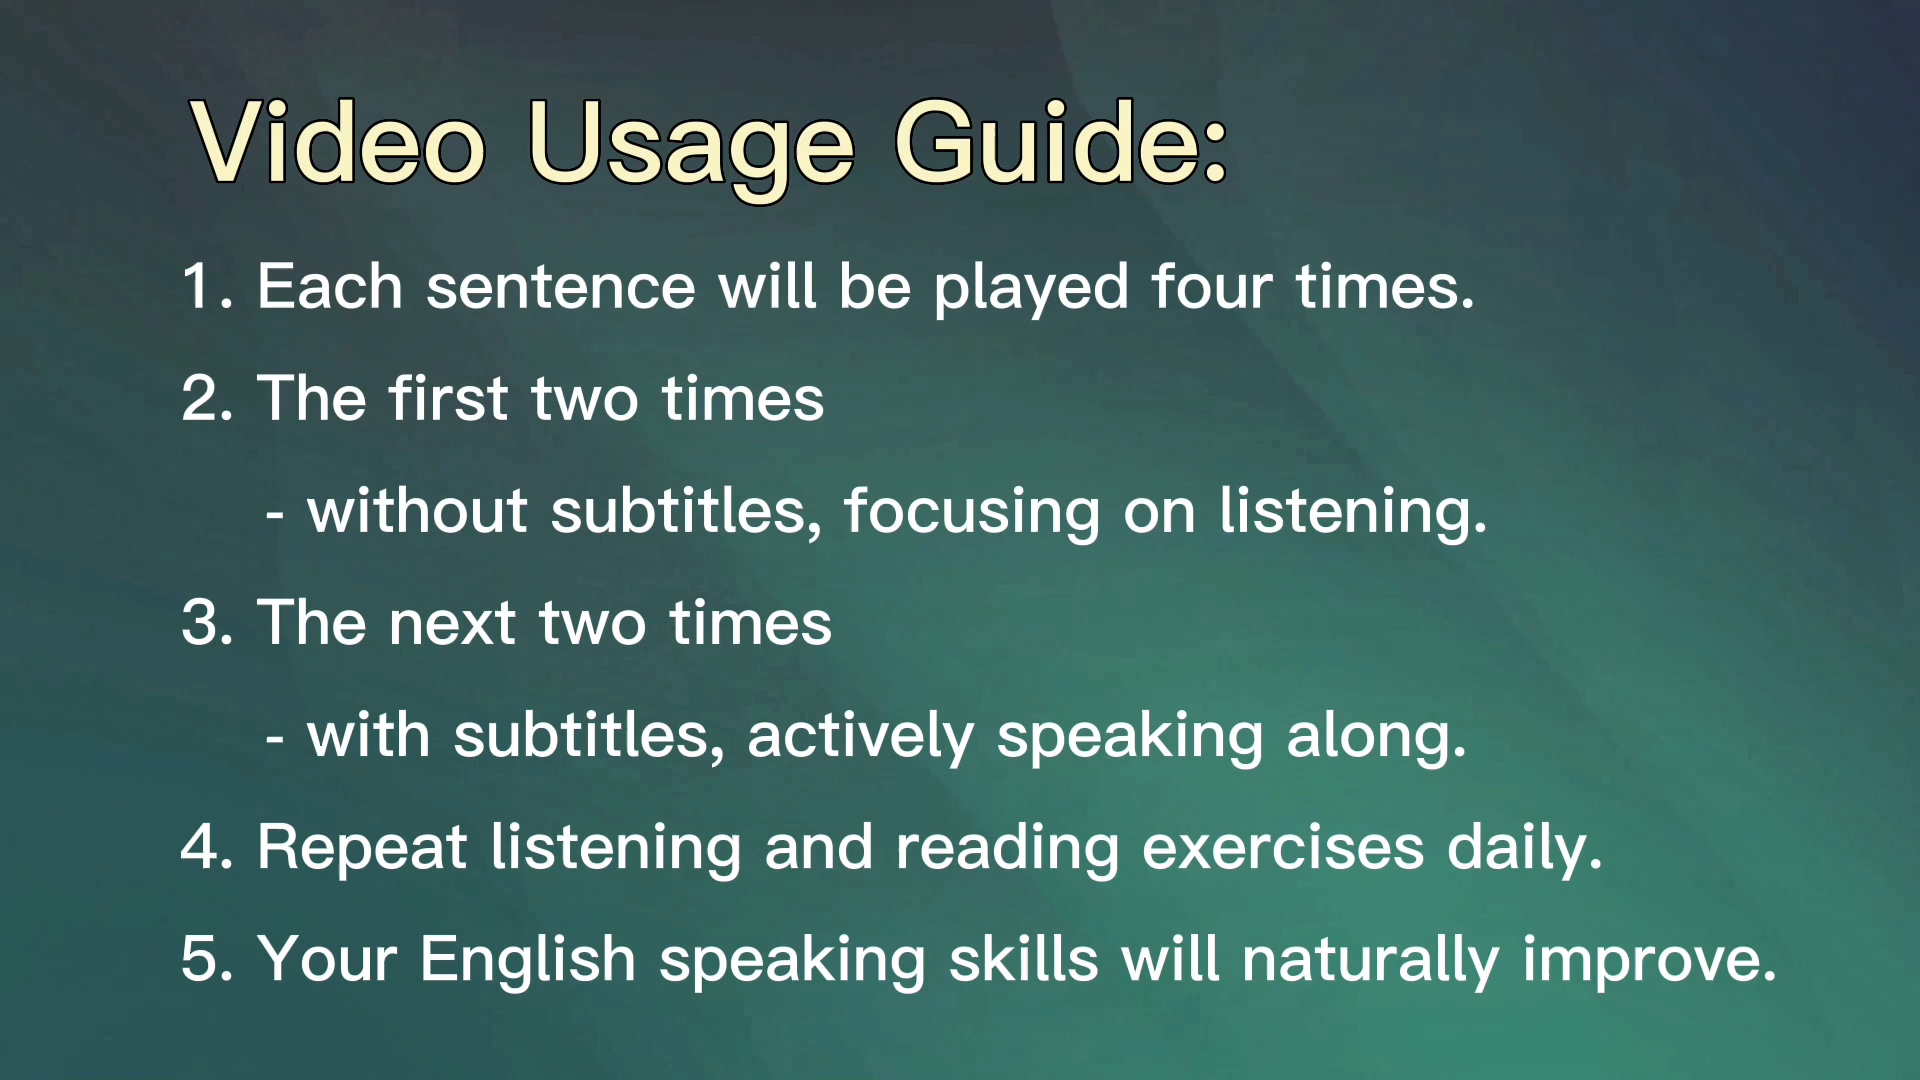 Video Usage Guide:
1. Each sentence will be played four times.
2. The first two times
- without subtitles, focusing on listening.
3. The next two times
- with subtitles, actively speaking along.
4. Repeat listening and reading exercises daily.
5. Your English speaking skills will naturally improve.